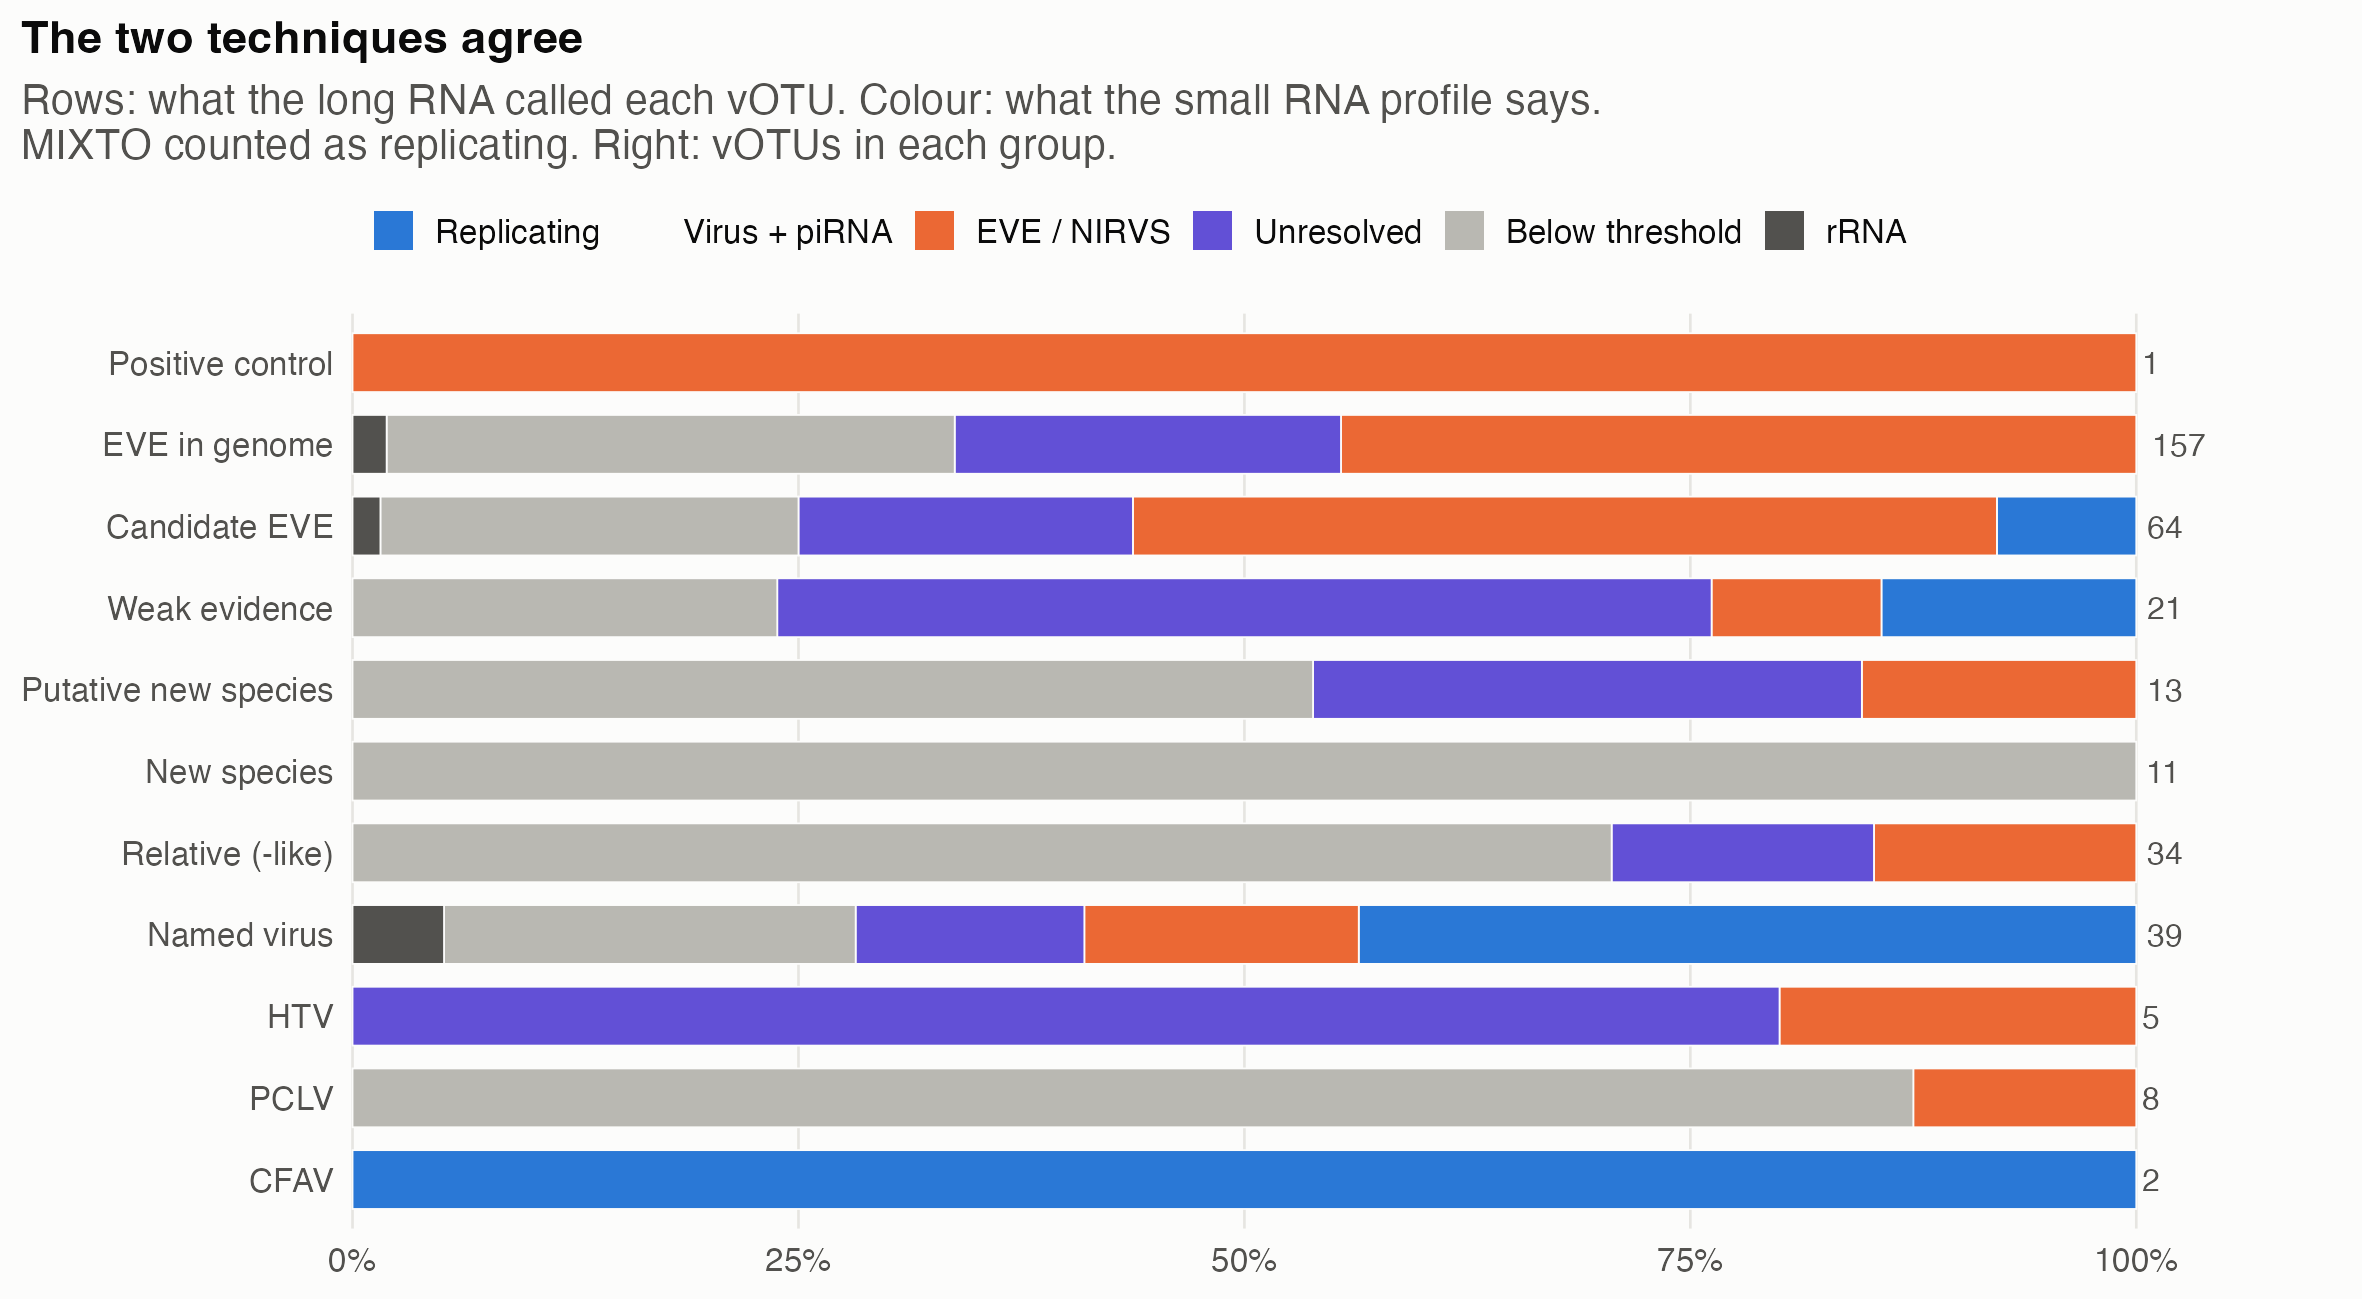 The two techniques agree
Rows: what the long RNA called each vOTU. Colour: what the small RNA profile says.
MIXTO counted as replicating. Right: vOTUs in each group.
Replicating Virus + piRNA EVE / NIRVS Unresolved Below threshold rRNA
Positive control 1
EVE in genome 157
Candidate EVE 64
Weak evidence 21
Putative new species 13
New species 11
Relative (-like) 34
Named virus 39
HTV 5
PCLV 8
CFAV 2
0% 25% 50% 75% 100%